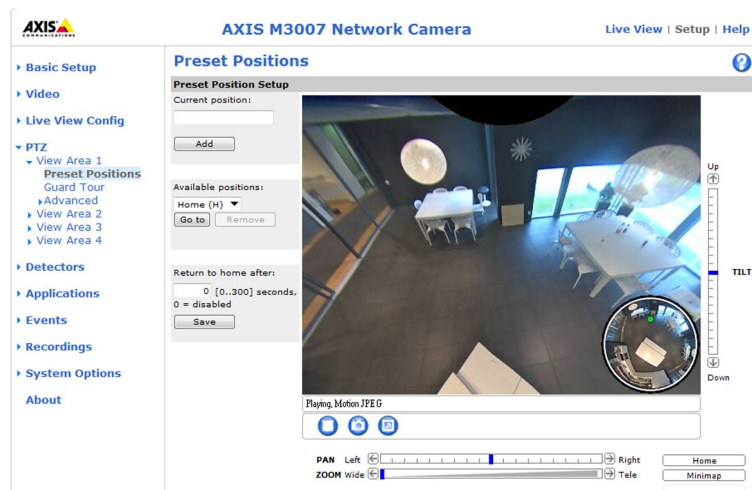 AXIS
COMMUNICATIONS
AXIS M3007 Network Camera
Live View | Setup | Help
Basic Setup
Video
Live View Config
PTZ
View Area 1
Preset Positions
Guard Tour
Advanced
View Area 2
View Area 3
View Area 4
Detectors
Applications
Events
Recordings
System Options
About
Preset Positions
?
Preset Position Setup
Current position:
Add
Available positions:
Home (H)
Go to
Remove
Return to home after:
0 [0..300] seconds,
0 = disabled
Save
Up
TILT
Down
Playing, Motion JPEG
PAN Left
Right
Home
ZOOM Wide
Tele
Minimap